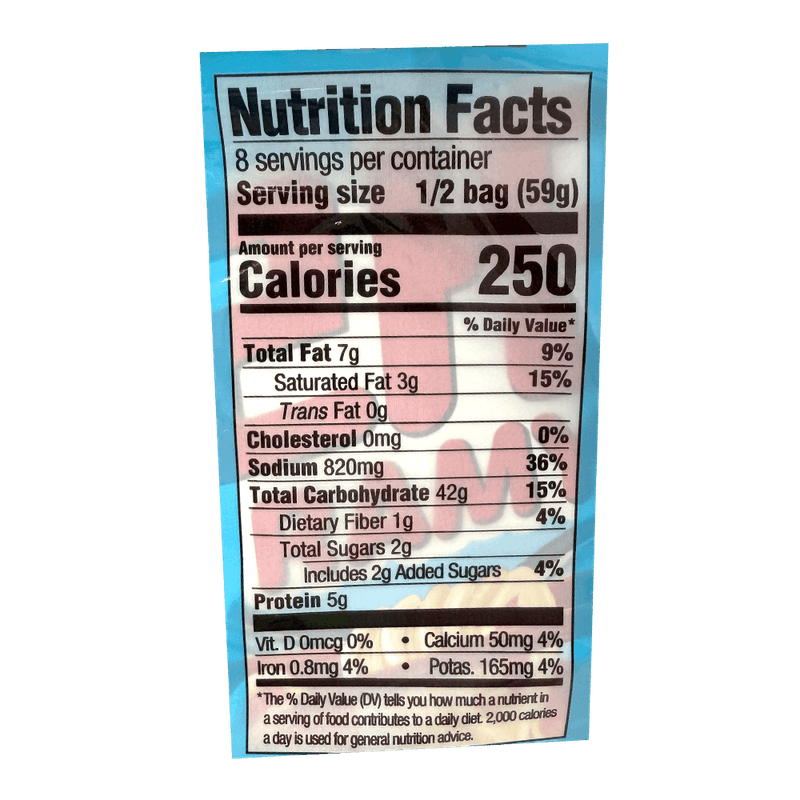 Nutrition Facts
8 servings per container
Serving size 1/2 bag (59g)
Amount per serving
Calories 250
% Daily Value*
Total Fat 7g 9%
Saturated Fat 3g 15%
Trans Fat 0g
Cholesterol 0mg 0%
Sodium 820mg 36%
Total Carbohydrate 42g 15%
Dietary Fiber 1g 4%
Total Sugars 2g
Includes 2g Added Sugars 4%
Protein 5g
Vit. D 0mcg 0% • Calcium 50mg 4%
Iron 0.8mg 4% • Potas. 165mg 4%
*The % Daily Value (DV) tells you how much a nutrient in
a serving of food contributes to a daily diet. 2,000 calories
a day is used for general nutrition advice.